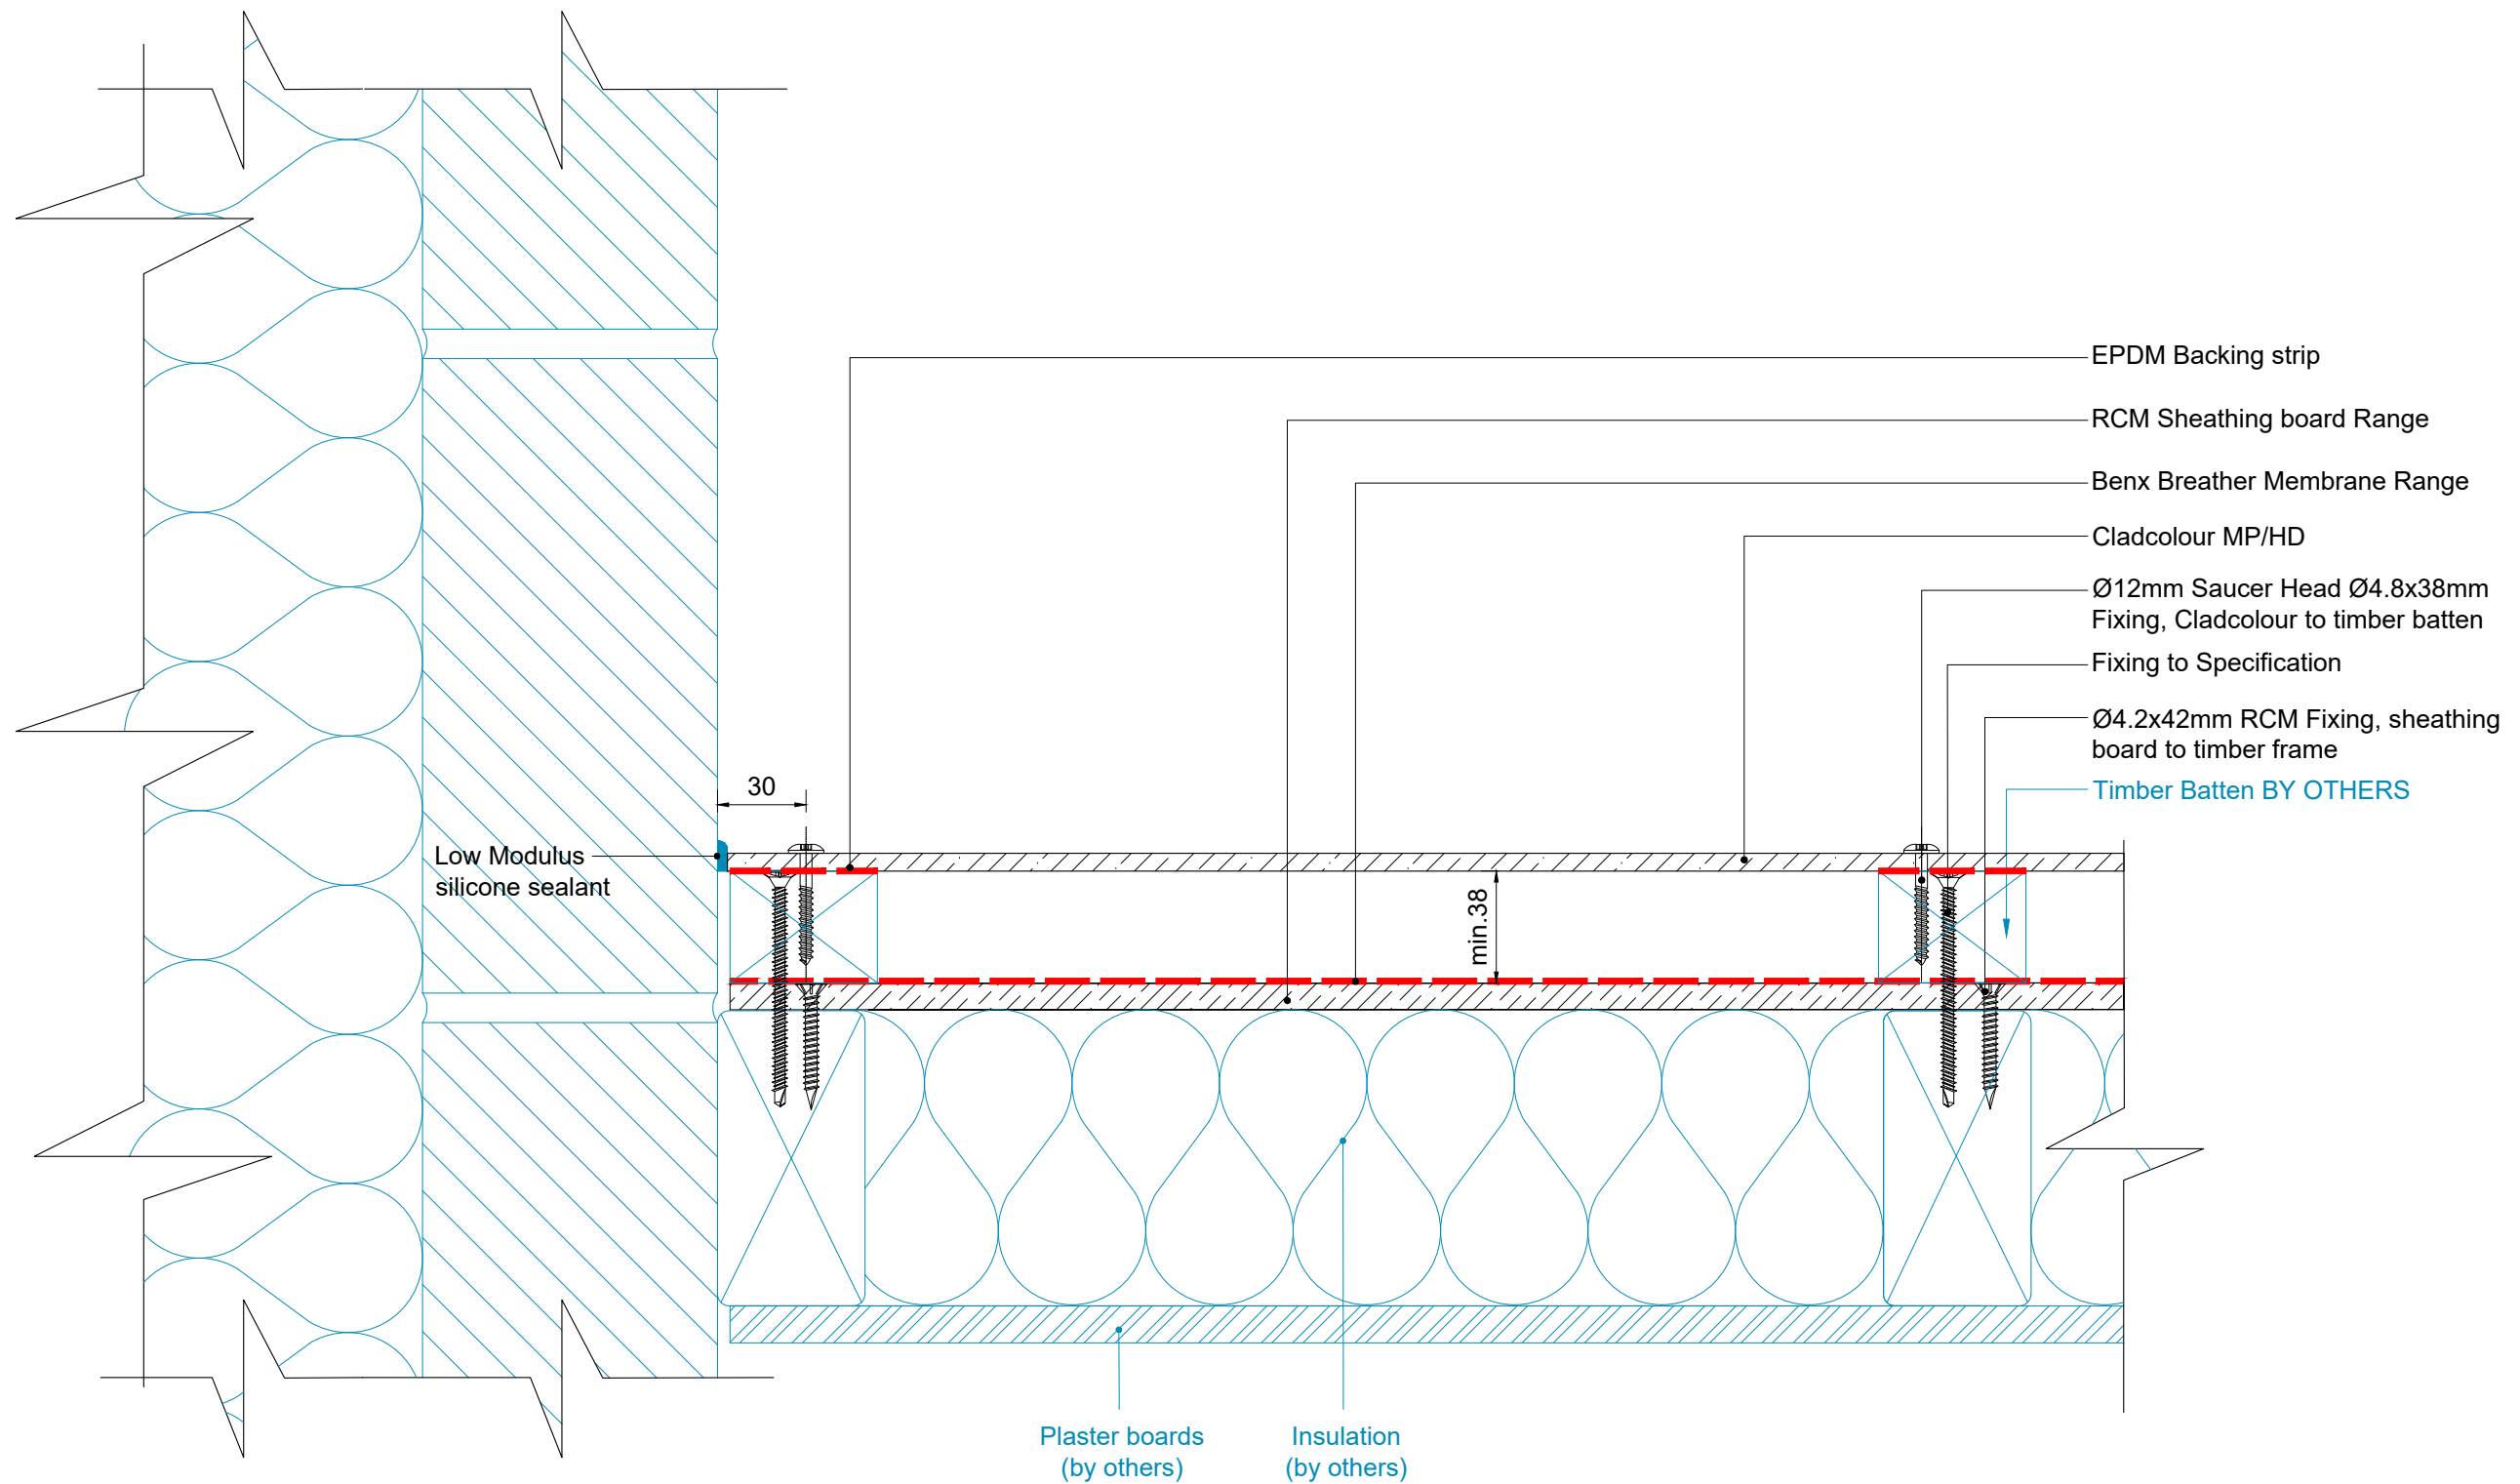 EPDM Backing strip
RCM Sheathing board Range
Benx Breather Membrane Range
Cladcolour MP/HD
Ø12mm Saucer Head Ø4.8x38mm
Fixing, Cladcolour to timber batten
Fixing to Specification
Ø4.2x42mm RCM Fixing, sheathing
board to timber frame
Timber Batten BY OTHERS
30
Low Modulus
silicone sealant
min.38
Plaster boards
(by others)
Insulation
(by others)